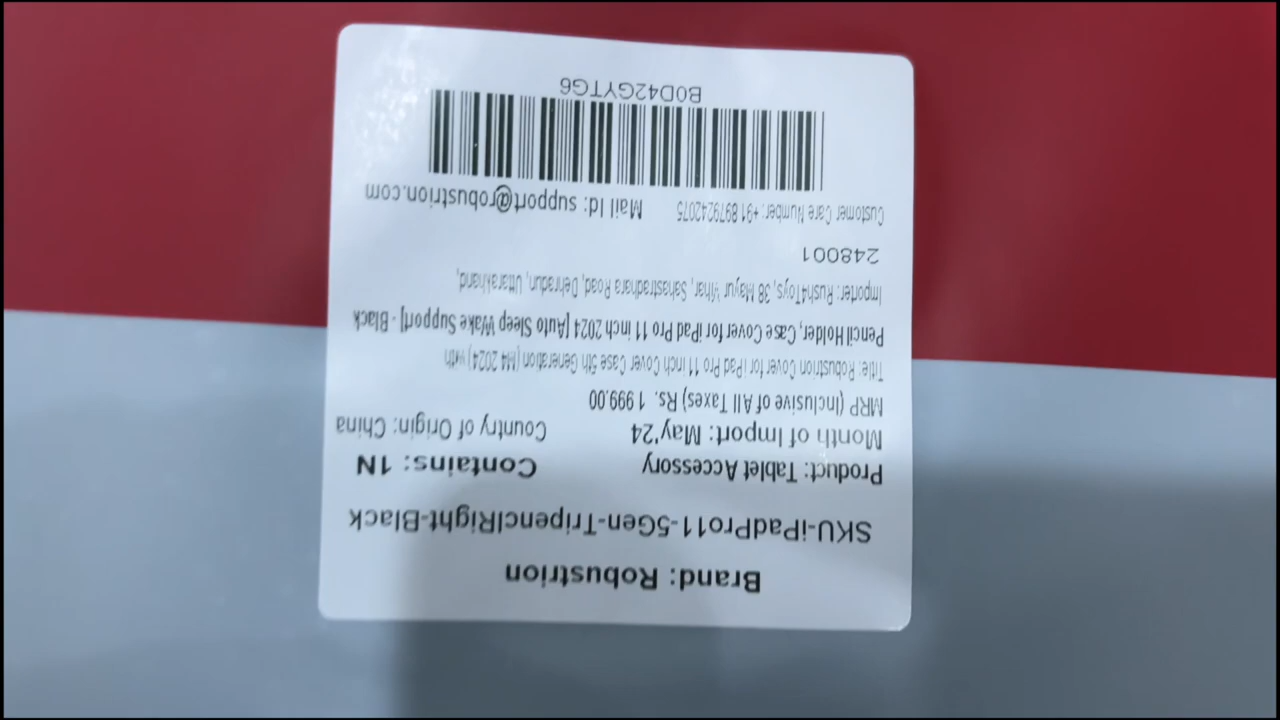 Brand: Robustrion
SKU-iPadPro11-5Gen-TripenclRight-Black
Product: Tablet Accessory Contains: 1N
Month of Import: May'24 Country of Origin: China
MRP (Inclusive of All Taxes) Rs. 1999.00
Title: Robustrion Cover for iPad Pro 11 inch Cover Case 5th Generation (M4 2024) with
Pencil Holder, Case Cover for iPad Pro 11 inch 2024 [Auto Sleep Wake Support] - Black
Importer: Rush4Toys, 38 Mayur Vihar, Sahastradhara Road, Dehradun, Uttarakhand,
248001
Customer Care Number: +91 8979242075 Mail Id: support@robustrion.com
B0D42GYTG6